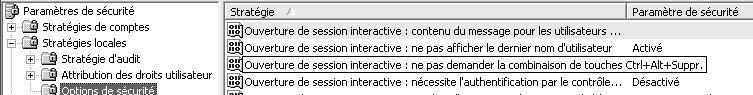 Paramètres de sécurité
Stratégies de comptes
Stratégies locales
Stratégie d'audit
Attribution des droits utilisateur
Options de sécurité
Stratégie
Paramètre de sécurité
Ouverture de session interactive : contenu du message pour les utilisateurs ...
Ouverture de session interactive : ne pas afficher le dernier nom d'utilisateur Activé
Ouverture de session interactive : ne pas demander la combinaison de touches Ctrl+Alt+Suppr.
Ouverture de session interactive : nécessite l'authentification par le contrôle... Désactivé